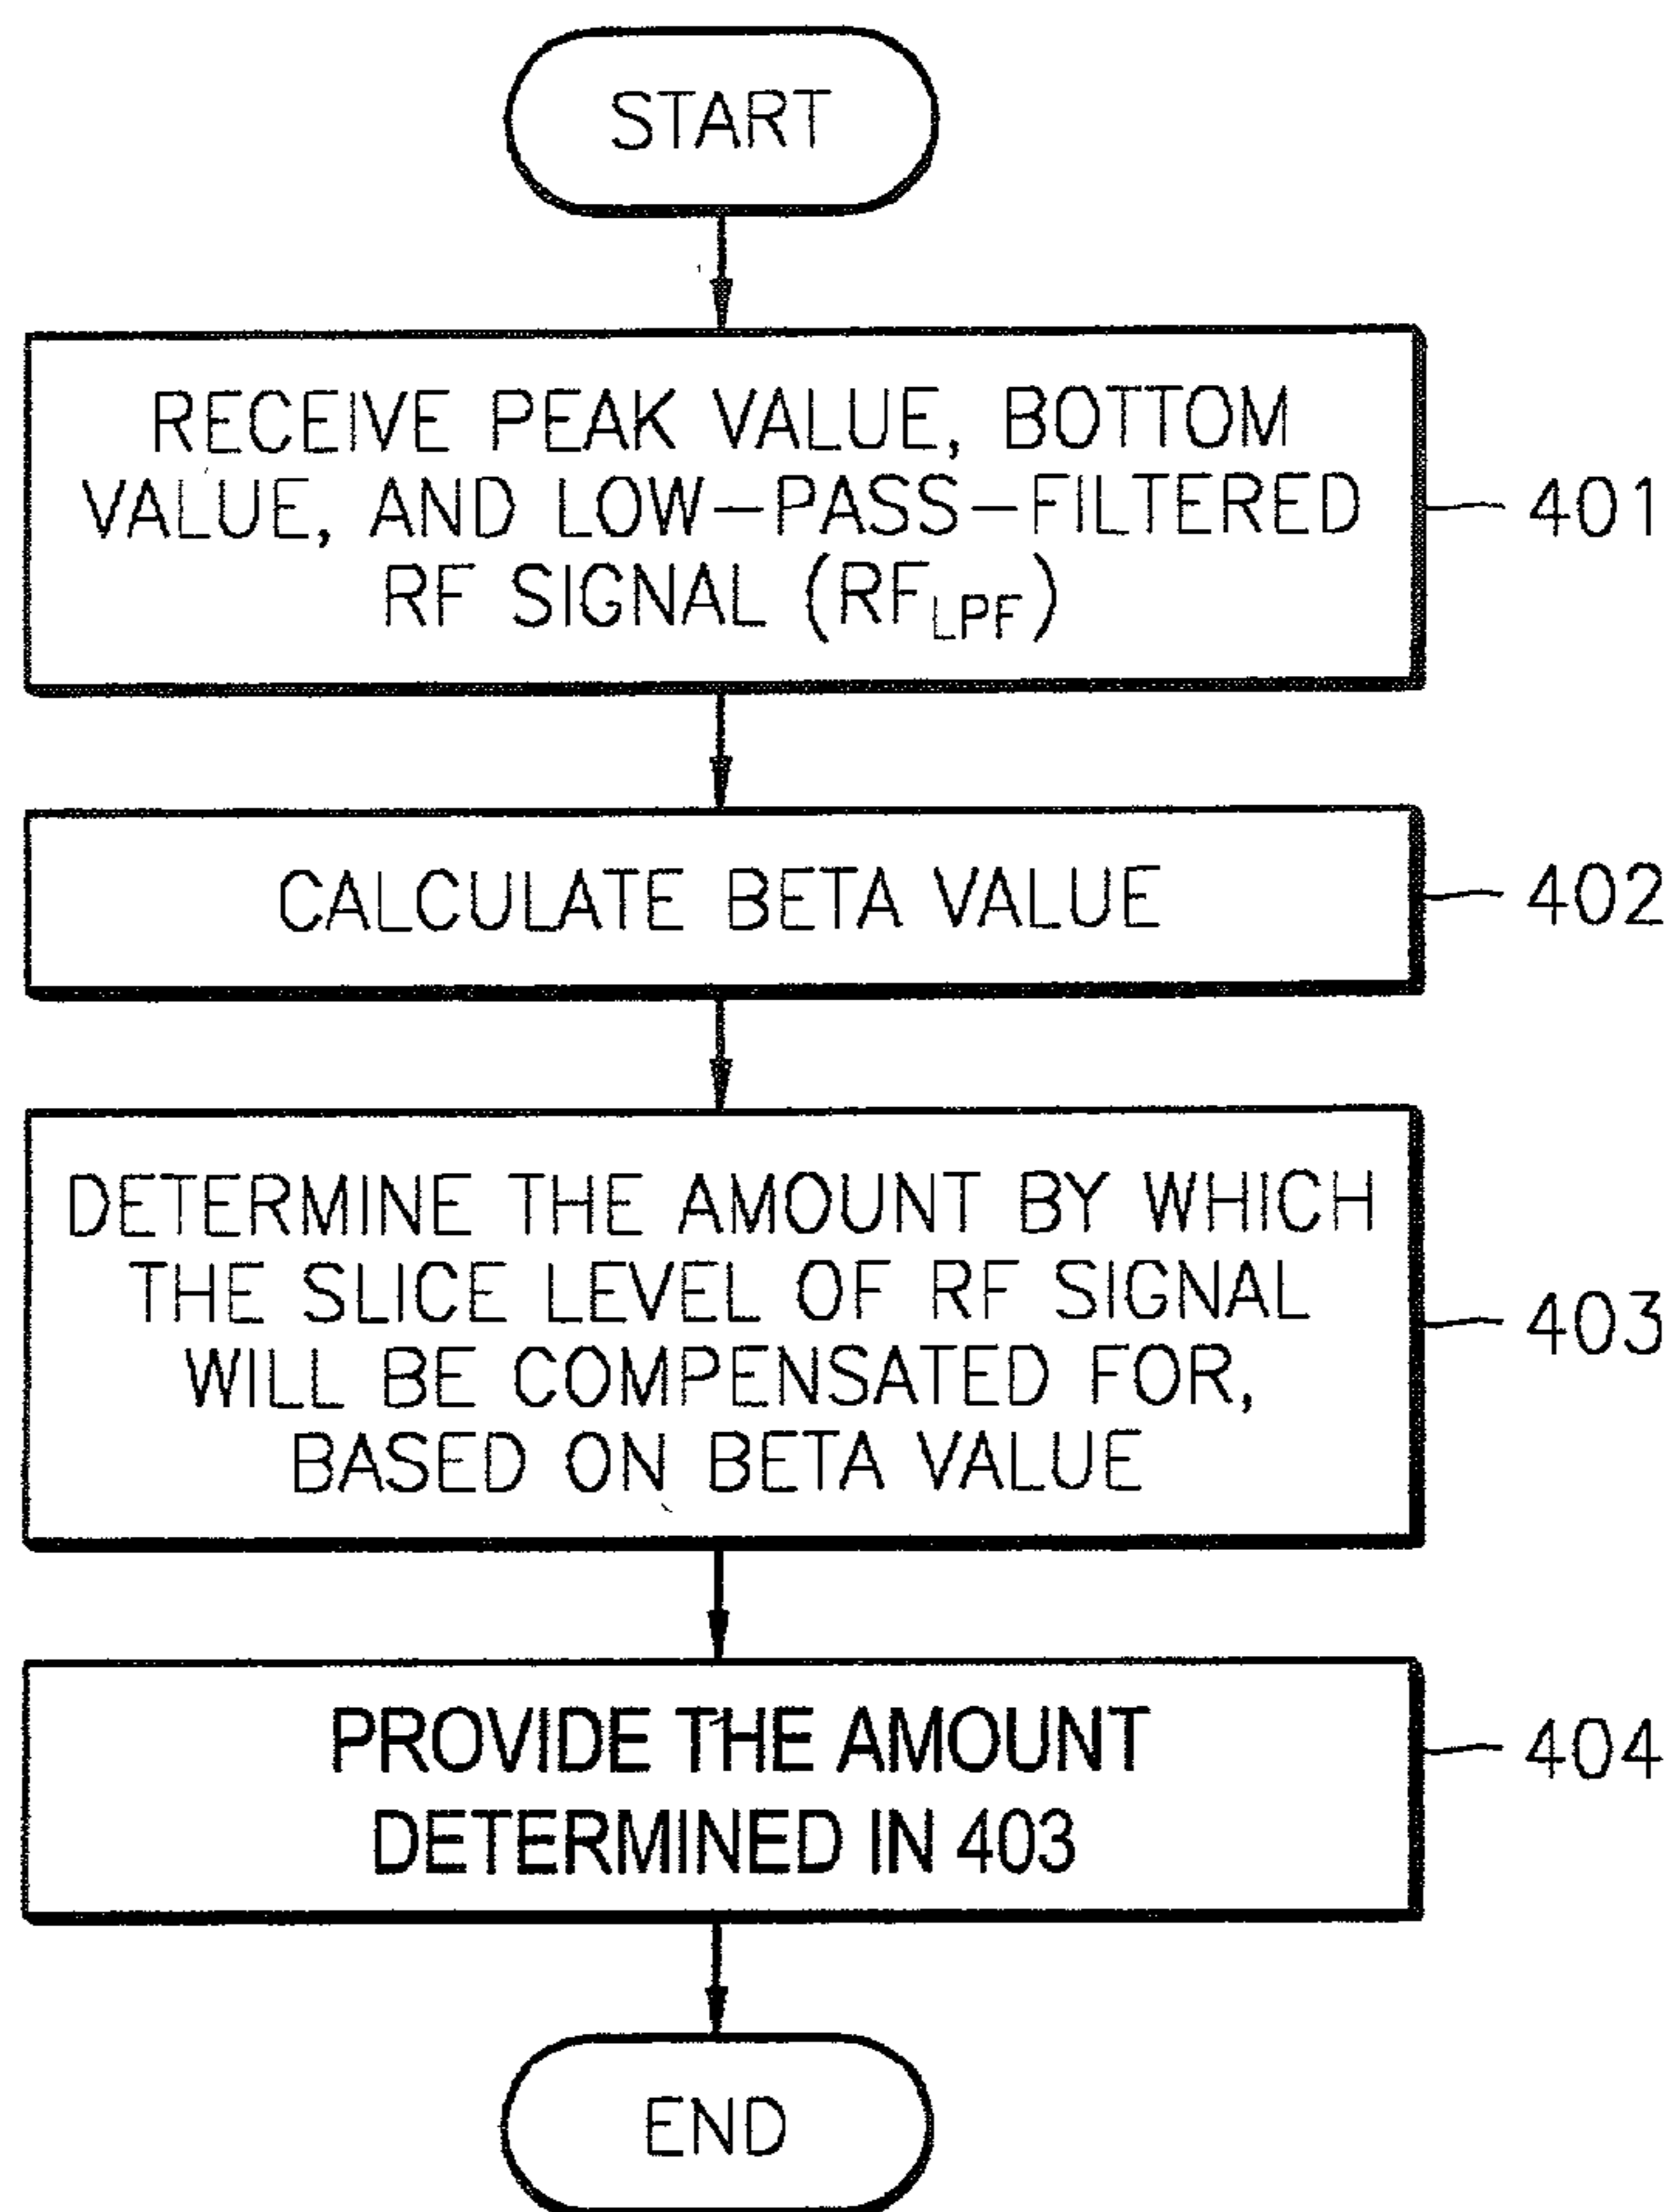 START
RECEIVE PEAK VALUE, BOTTOM
VALUE, AND LOW-PASS-FILTERED
RF SIGNAL (RF_LPF)
401
CALCULATE BETA VALUE
402
DETERMINE THE AMOUNT BY WHICH
THE SLICE LEVEL OF RF SIGNAL
WILL BE COMPENSATED FOR,
BASED ON BETA VALUE
403
PROVIDE THE AMOUNT
DETERMINED IN 403
404
END